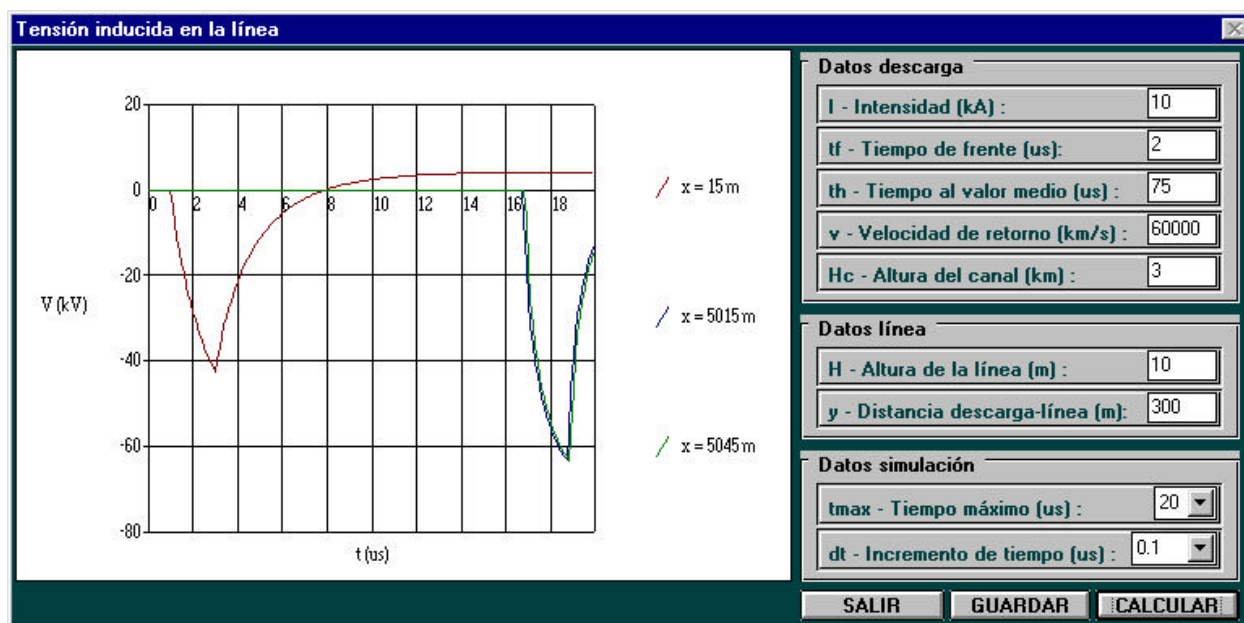 Tensión inducida en la línea
20
0
-20
-40
-60
-80
V (kV)
0 2 4 6 8 10 12 14 16 18
t (us)
x = 15 m
x = 5015 m
x = 5045 m
Datos descarga
I - Intensidad (kA) : 10
tf - Tiempo de frente (us): 2
th - Tiempo al valor medio (us) : 75
v - Velocidad de retorno (km/s) : 60000
Hc - Altura del canal (km) : 3
Datos línea
H - Altura de la línea (m) : 10
y - Distancia descarga-línea (m): 300
Datos simulación
tmax - Tiempo máximo (us) : 20
dt - Incremento de tiempo (us) : 0.1
SALIR GUARDAR CALCULAR